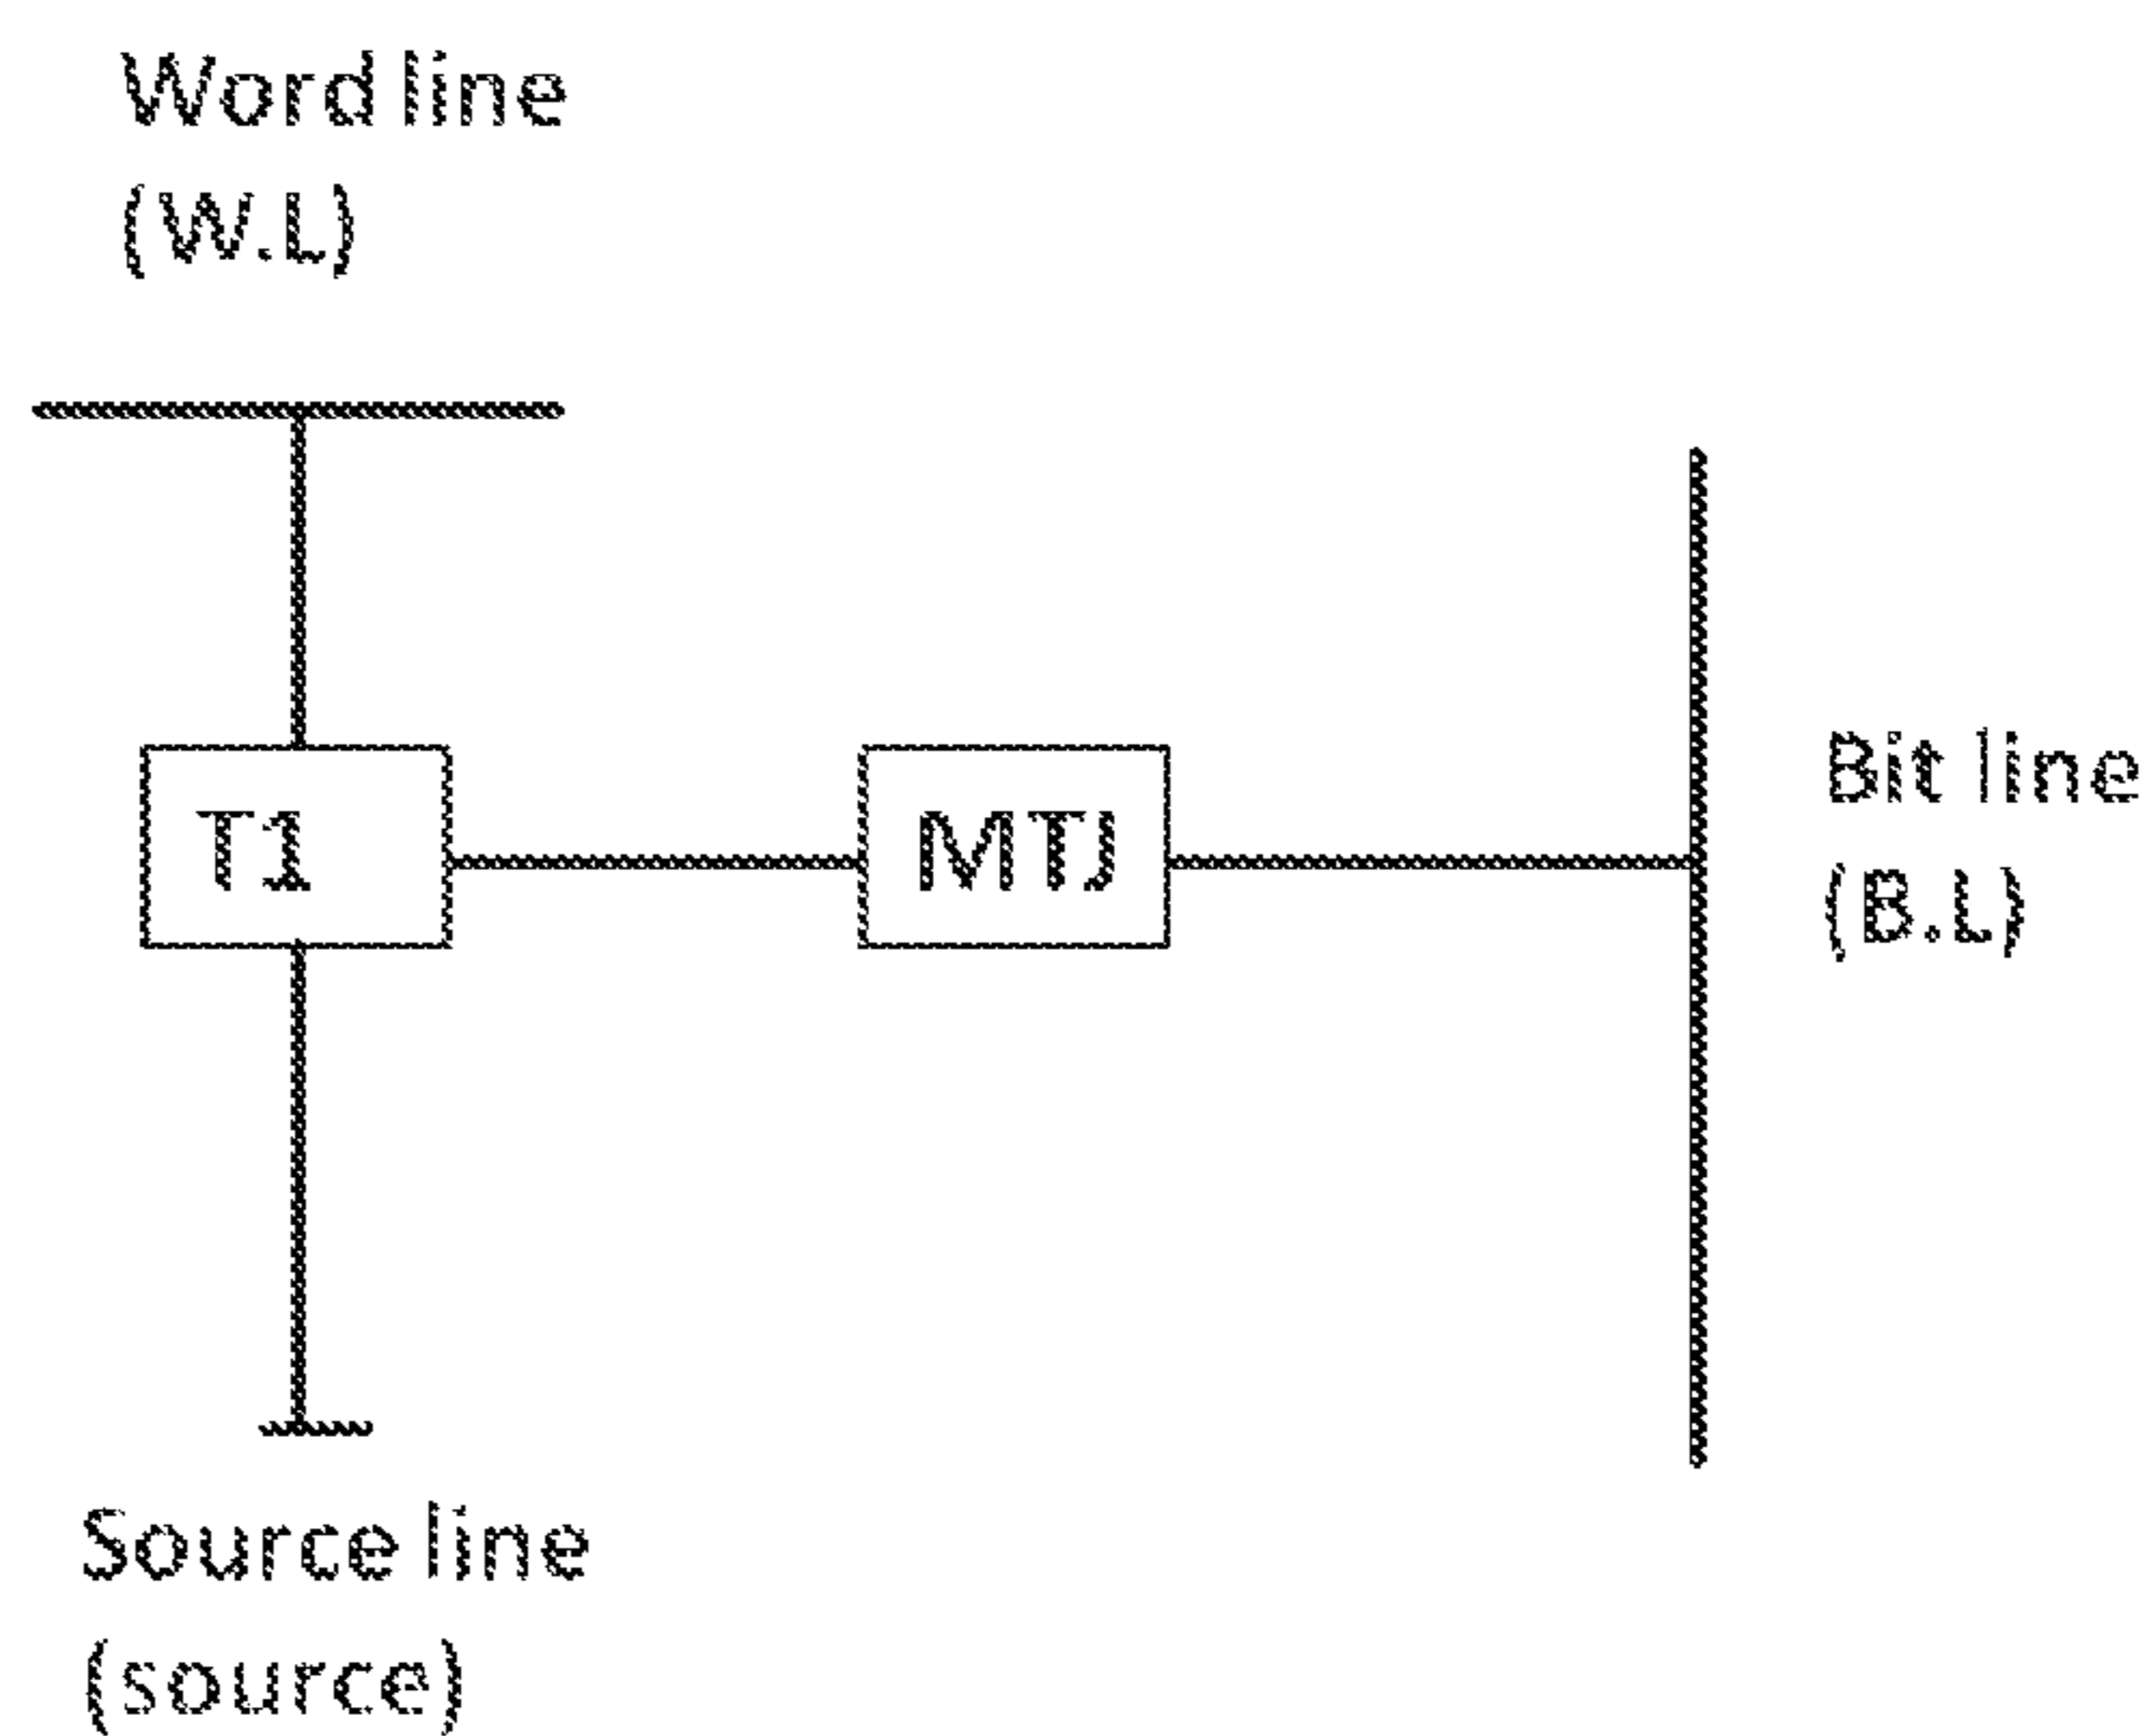 Word line
(W.L)
T1
MTJ
Bit line
(B.L)
Source line
(source)